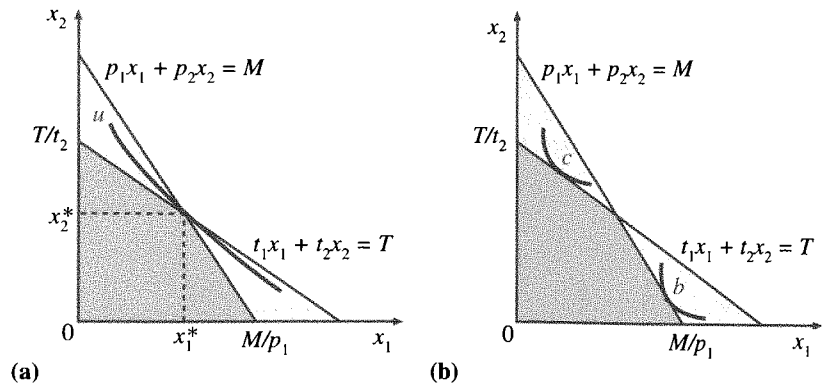 x₂
p₁x₁ + p₂x₂ = M
u
T/t₂
x₂*
t₁x₁ + t₂x₂ = T
0
x₁*
M/p₁
x₁
(a)
x₂
p₁x₁ + p₂x₂ = M
T/t₂
c
t₁x₁ + t₂x₂ = T
b
0
M/p₁
x₁
(b)